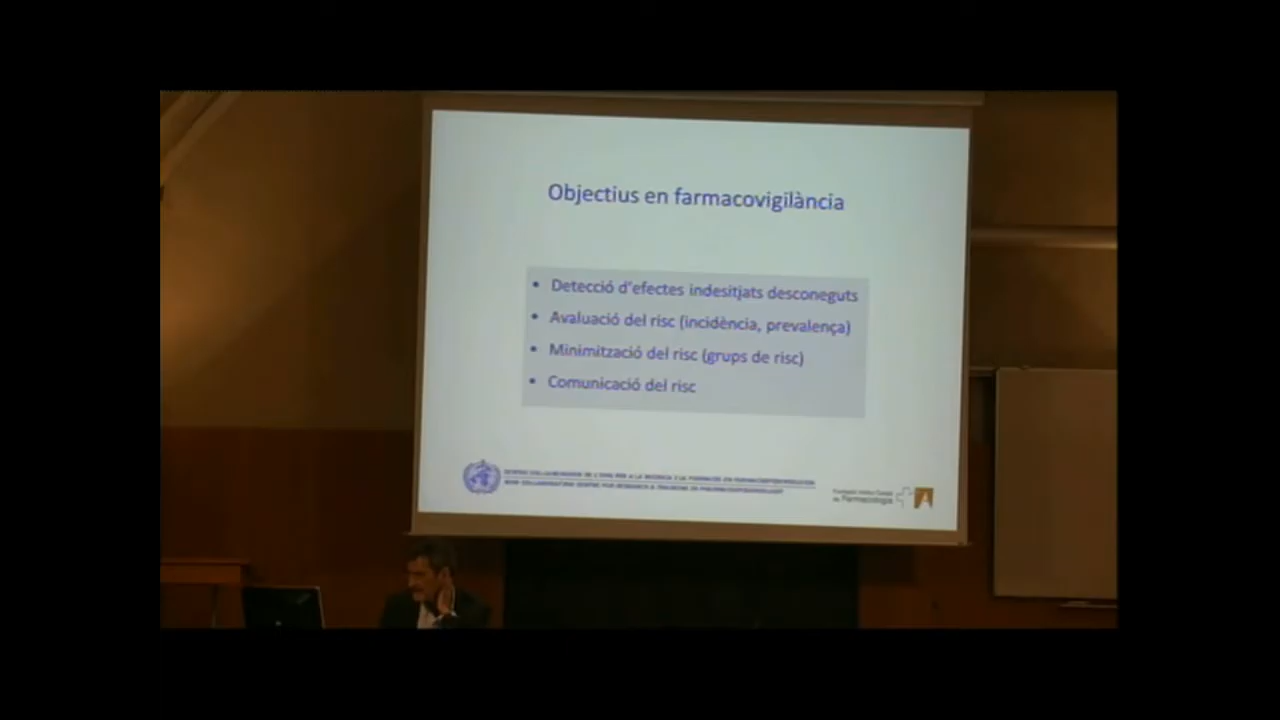 Objectius en farmacovigilància
• Detecció d'efectes indesitjats desconeguts
• Avaluació del risc (incidència, prevalença)
• Minimització del risc (grups de risc)
• Comunicació del risc
Farmacologia